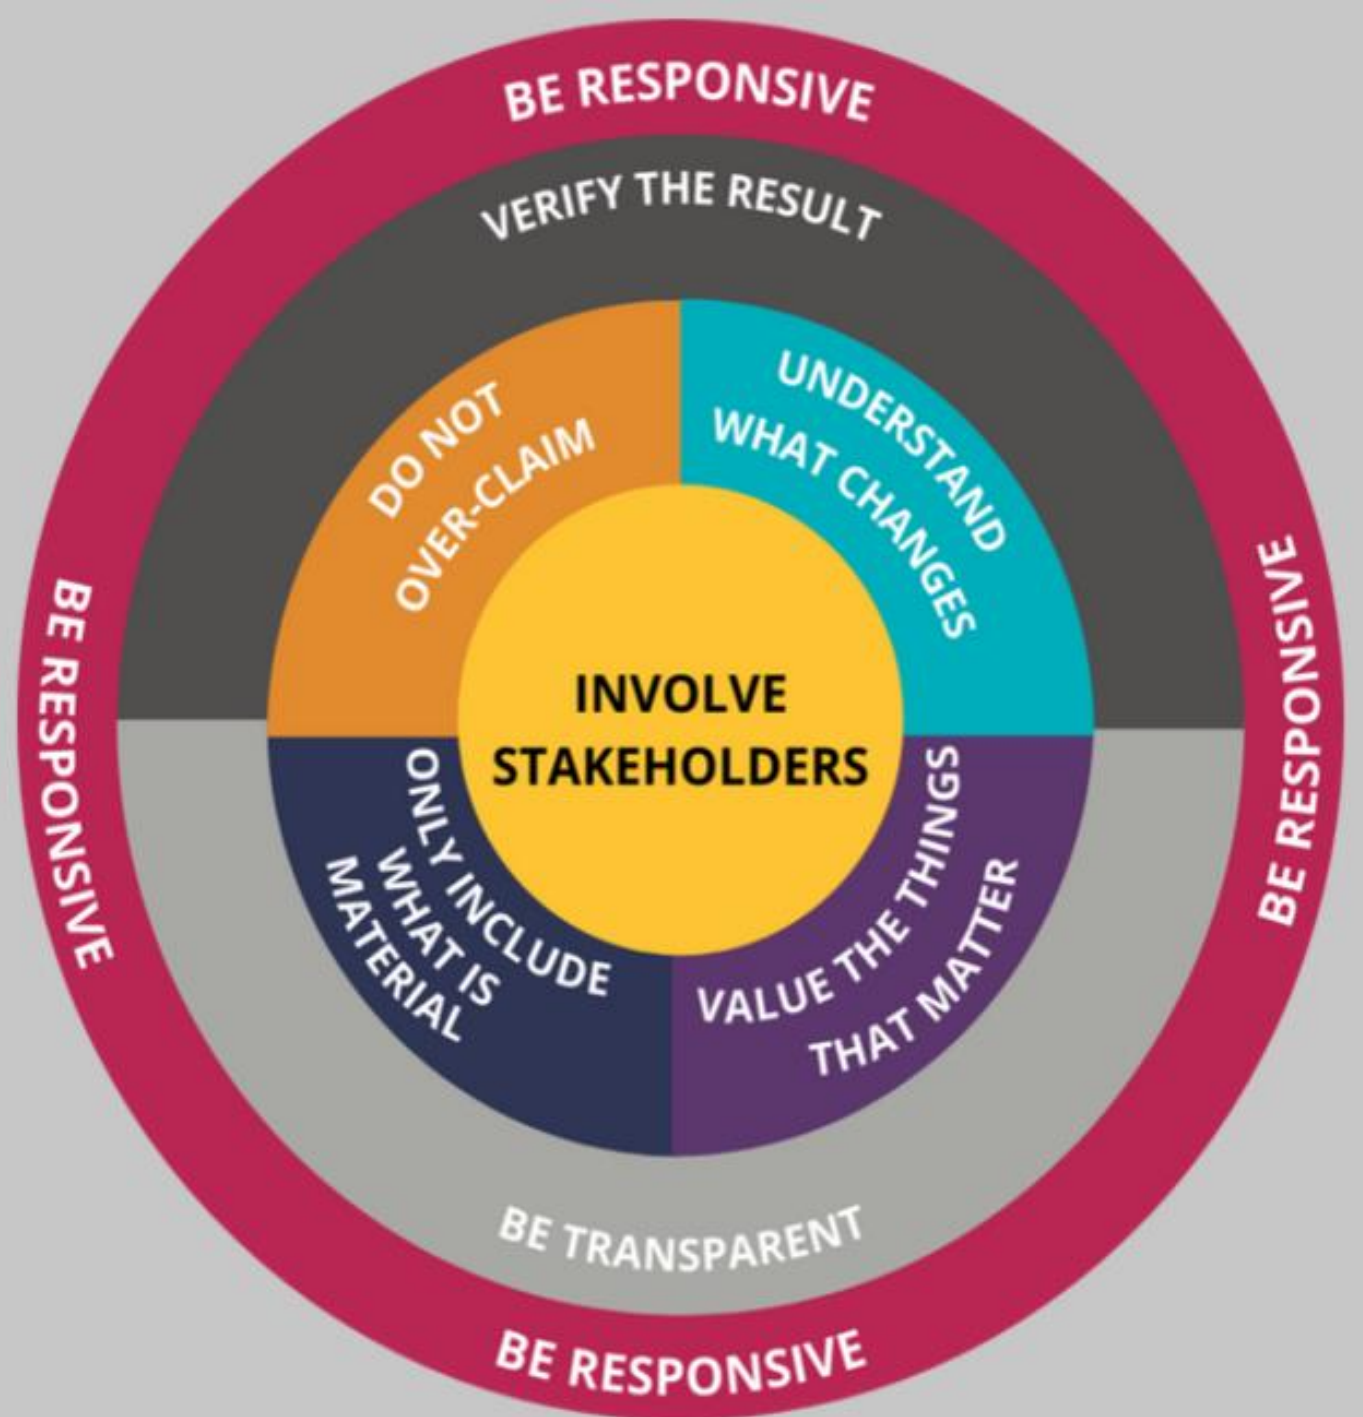 BE RESPONSIVE
VERIFY THE RESULT
DO NOT
OVER-CLAIM
UNDERSTAND
WHAT CHANGES
BE RESPONSIVE
INVOLVE
STAKEHOLDERS
BE RESPONSIVE
ONLY INCLUDE
WHAT IS
MATERIAL
VALUE THE THINGS
THAT MATTER
BE TRANSPARENT
BE RESPONSIVE